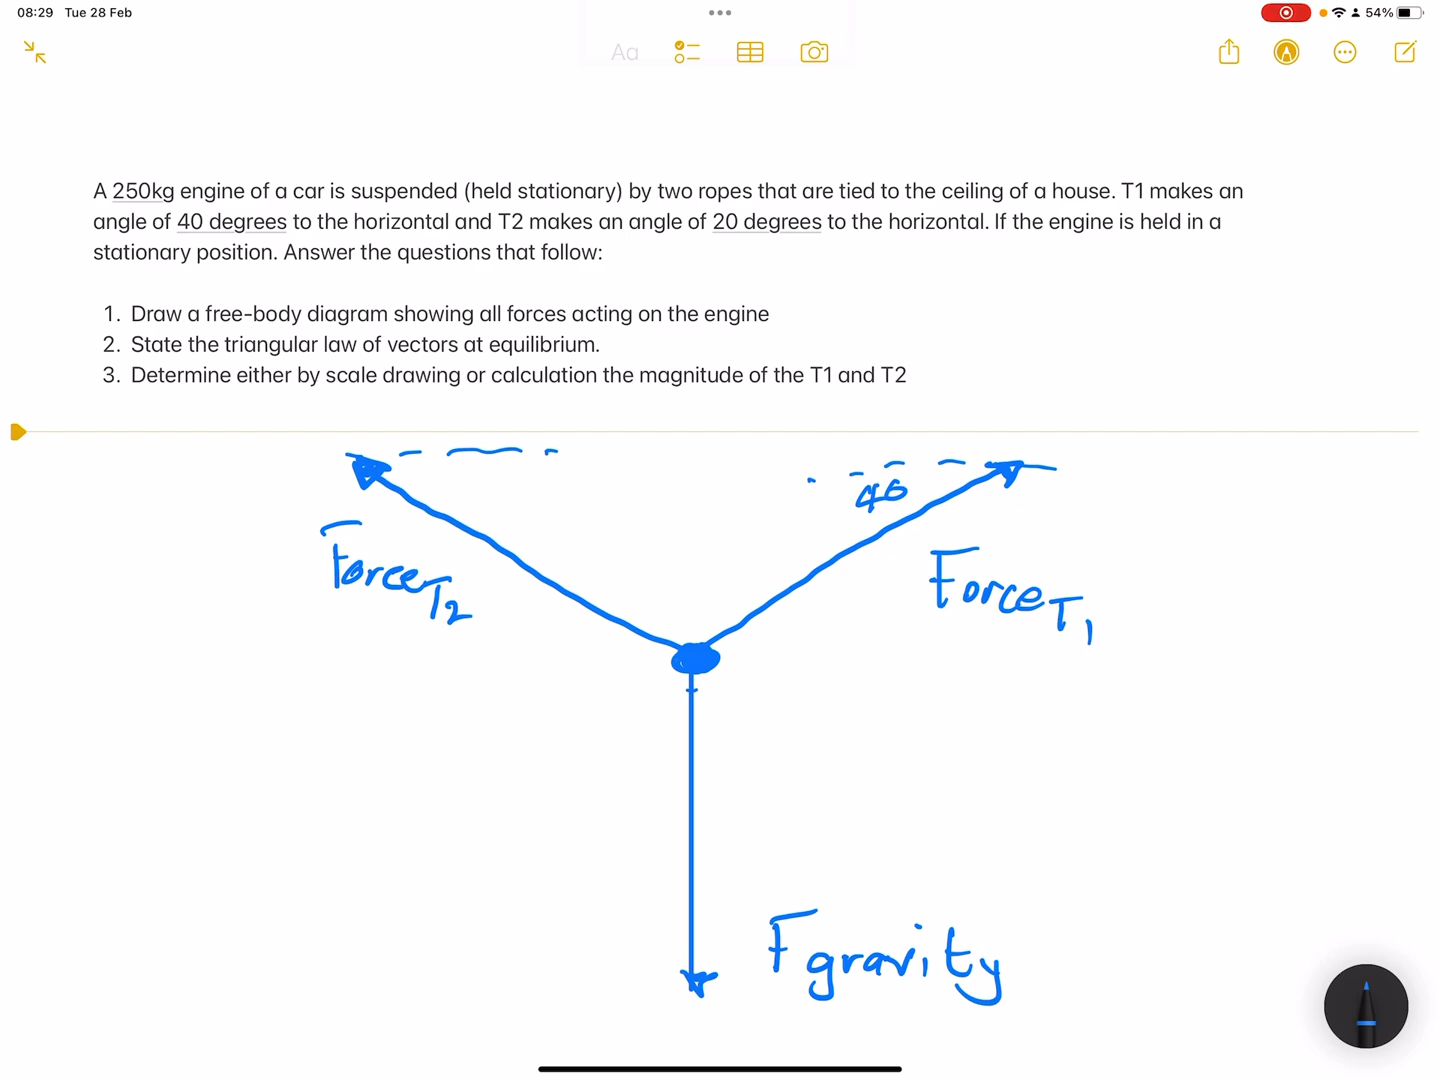 08:29 Tue 28 Feb
54%
Aa
A 250kg engine of a car is suspended (held stationary) by two ropes that are tied to the ceiling of a house. T1 makes an
angle of 40 degrees to the horizontal and T2 makes an angle of 20 degrees to the horizontal. If the engine is held in a
stationary position. Answer the questions that follow:
1. Draw a free-body diagram showing all forces acting on the engine
2. State the triangular law of vectors at equilibrium.
3. Determine either by scale drawing or calculation the magnitude of the T1 and T2
40
Force T2
Force T1
Fgravity